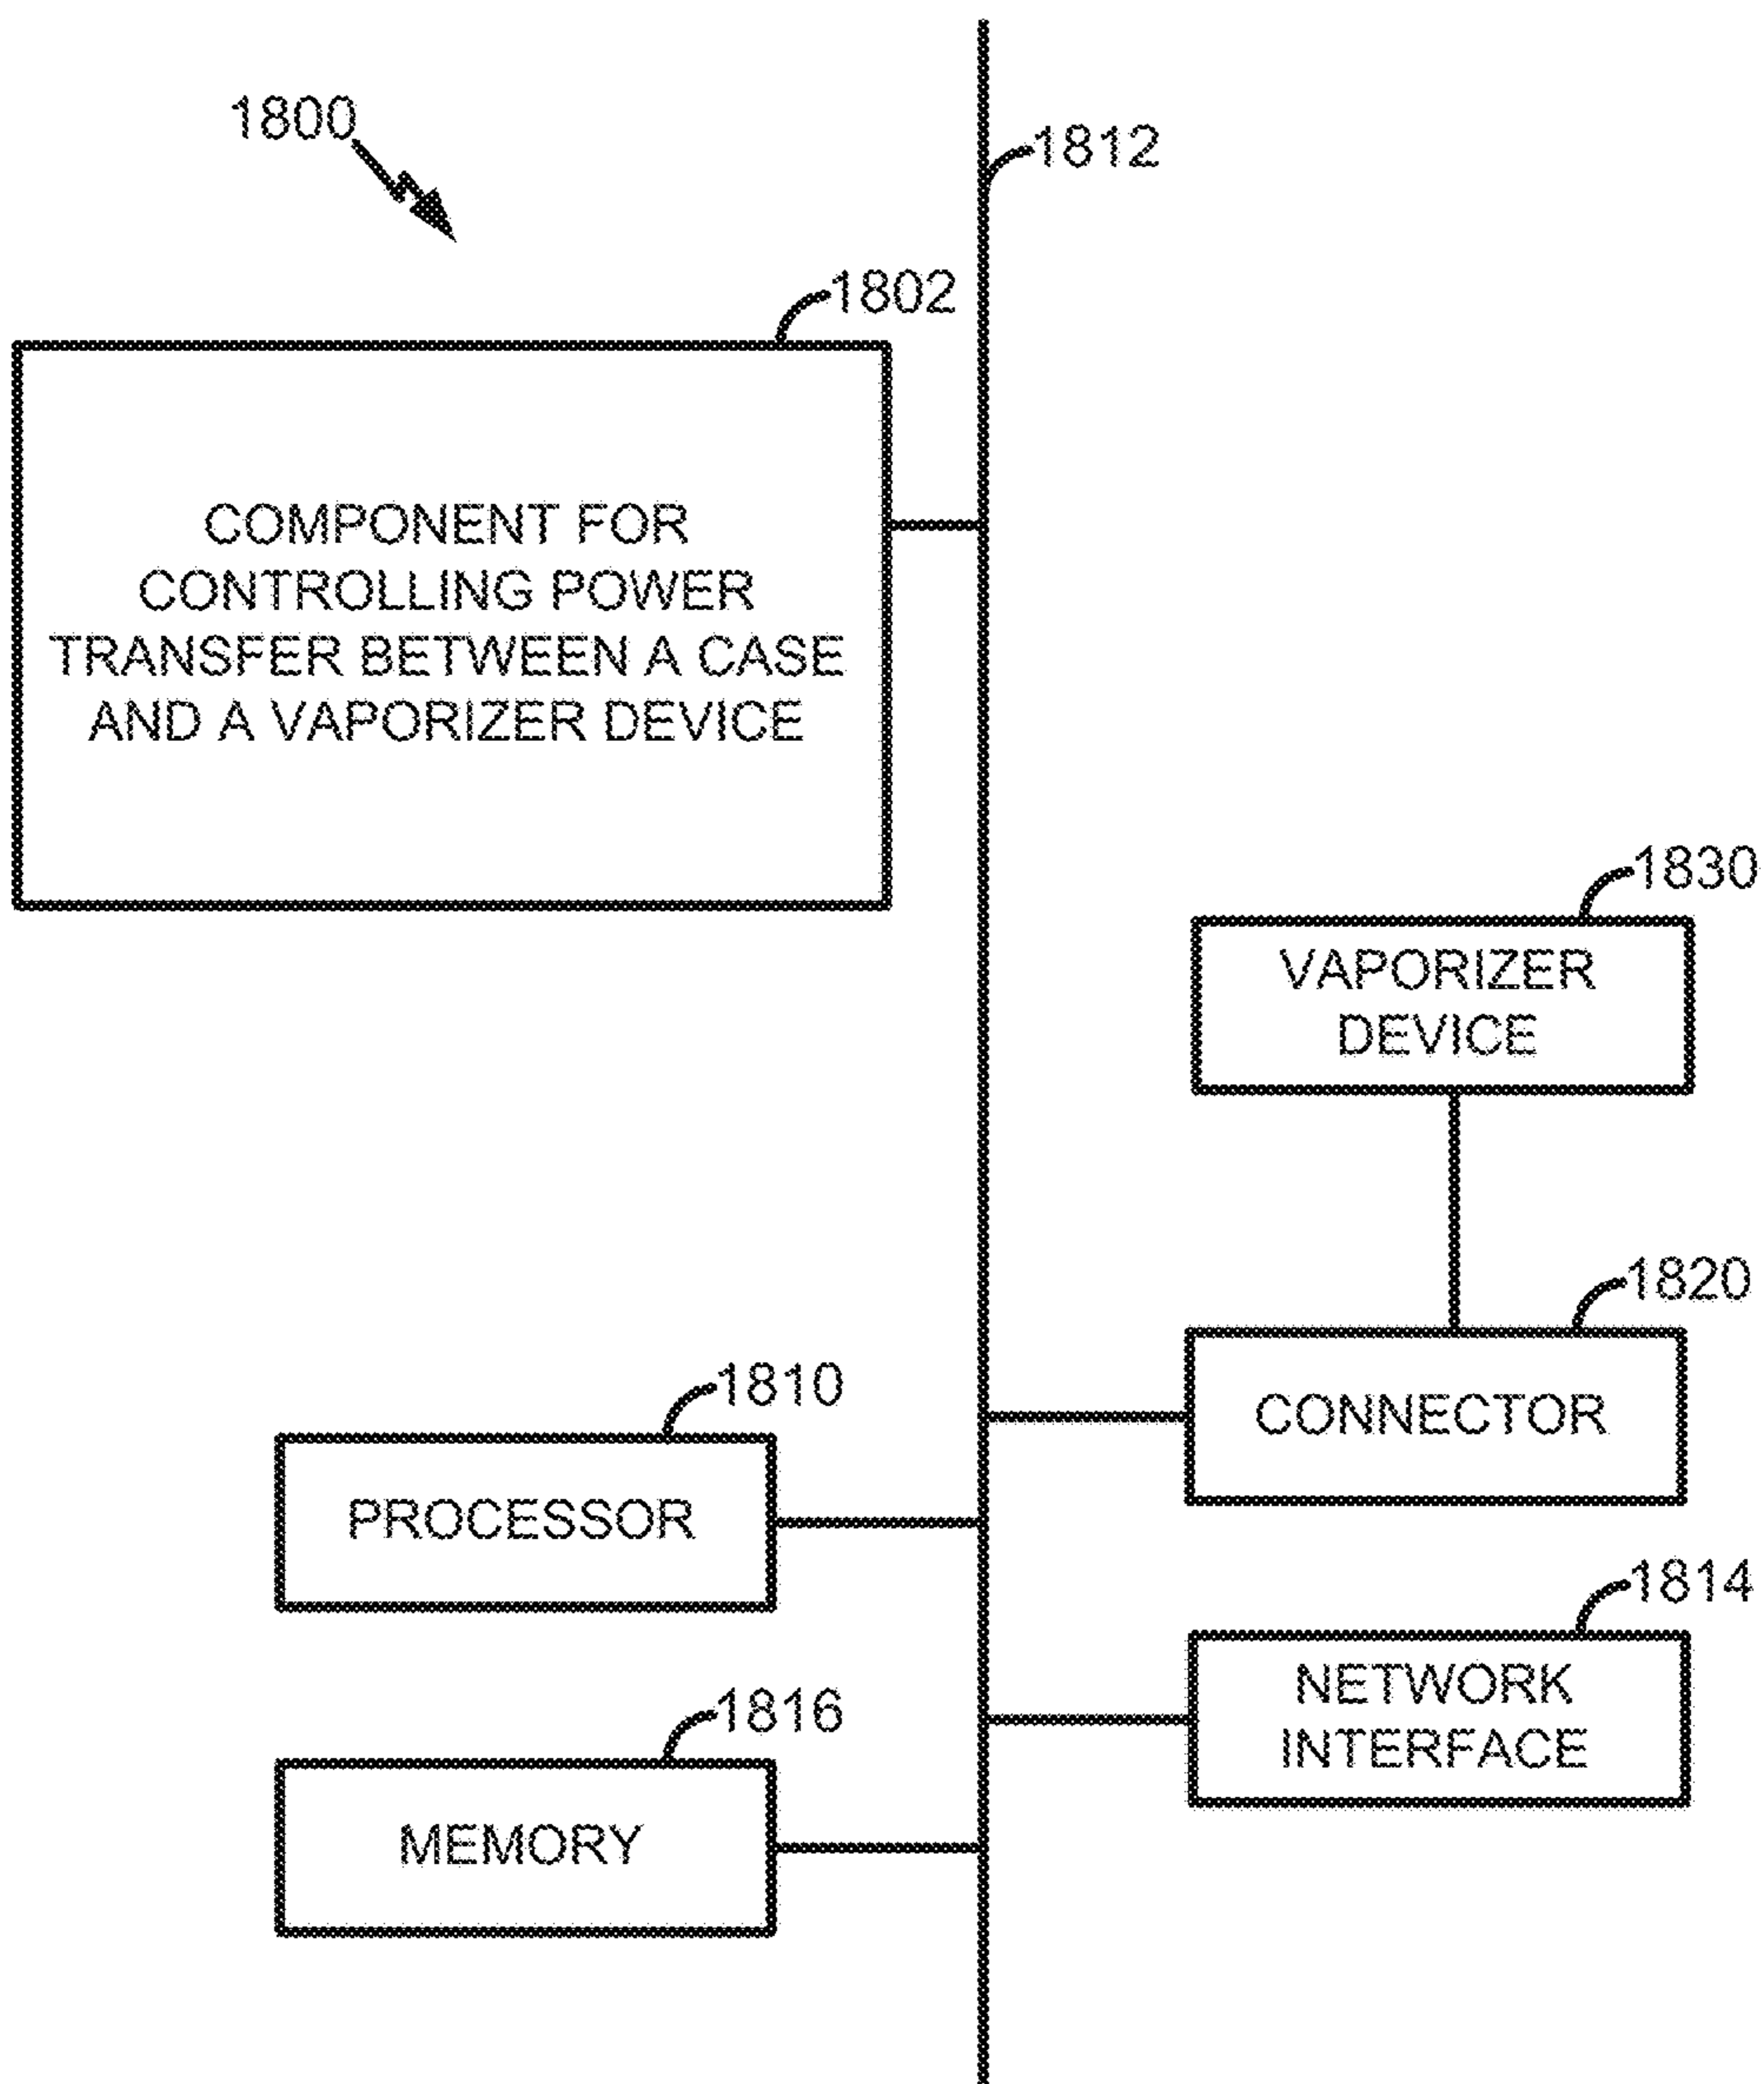 1800
1812
1802
COMPONENT FOR
CONTROLLING POWER
TRANSFER BETWEEN A CASE
AND A VAPORIZER DEVICE
1830
VAPORIZER
DEVICE
1820
CONNECTOR
1810
PROCESSOR
1814
NETWORK
INTERFACE
1816
MEMORY